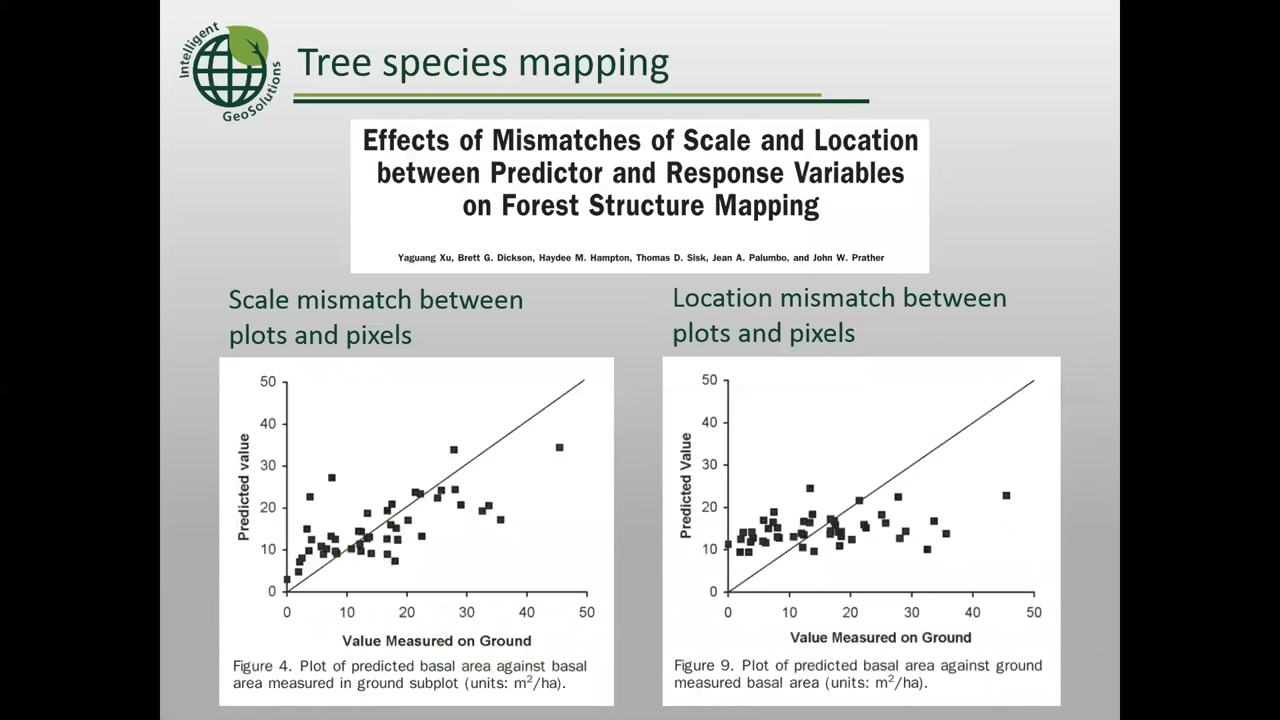 Intelligent
GeoSolutions
Tree species mapping
Effects of Mismatches of Scale and Location
between Predictor and Response Variables
on Forest Structure Mapping
Yaguang Xu, Brett G. Dickson, Haydee M. Hampton, Thomas D. Sisk, Jean A. Palumbo, and John W. Prather
Scale mismatch between
plots and pixels
50
40
30
20
10
0
Predicted value
0 10 20 30 40 50
Value Measured on Ground
Figure 4. Plot of predicted basal area against basal
area measured in ground subplot (units: m²/ha).
Location mismatch between
plots and pixels
50
40
30
20
10
0
Predicted Value
0 10 20 30 40 50
Value Measured on Ground
Figure 9. Plot of predicted basal area against ground
measured basal area (units: m²/ha).